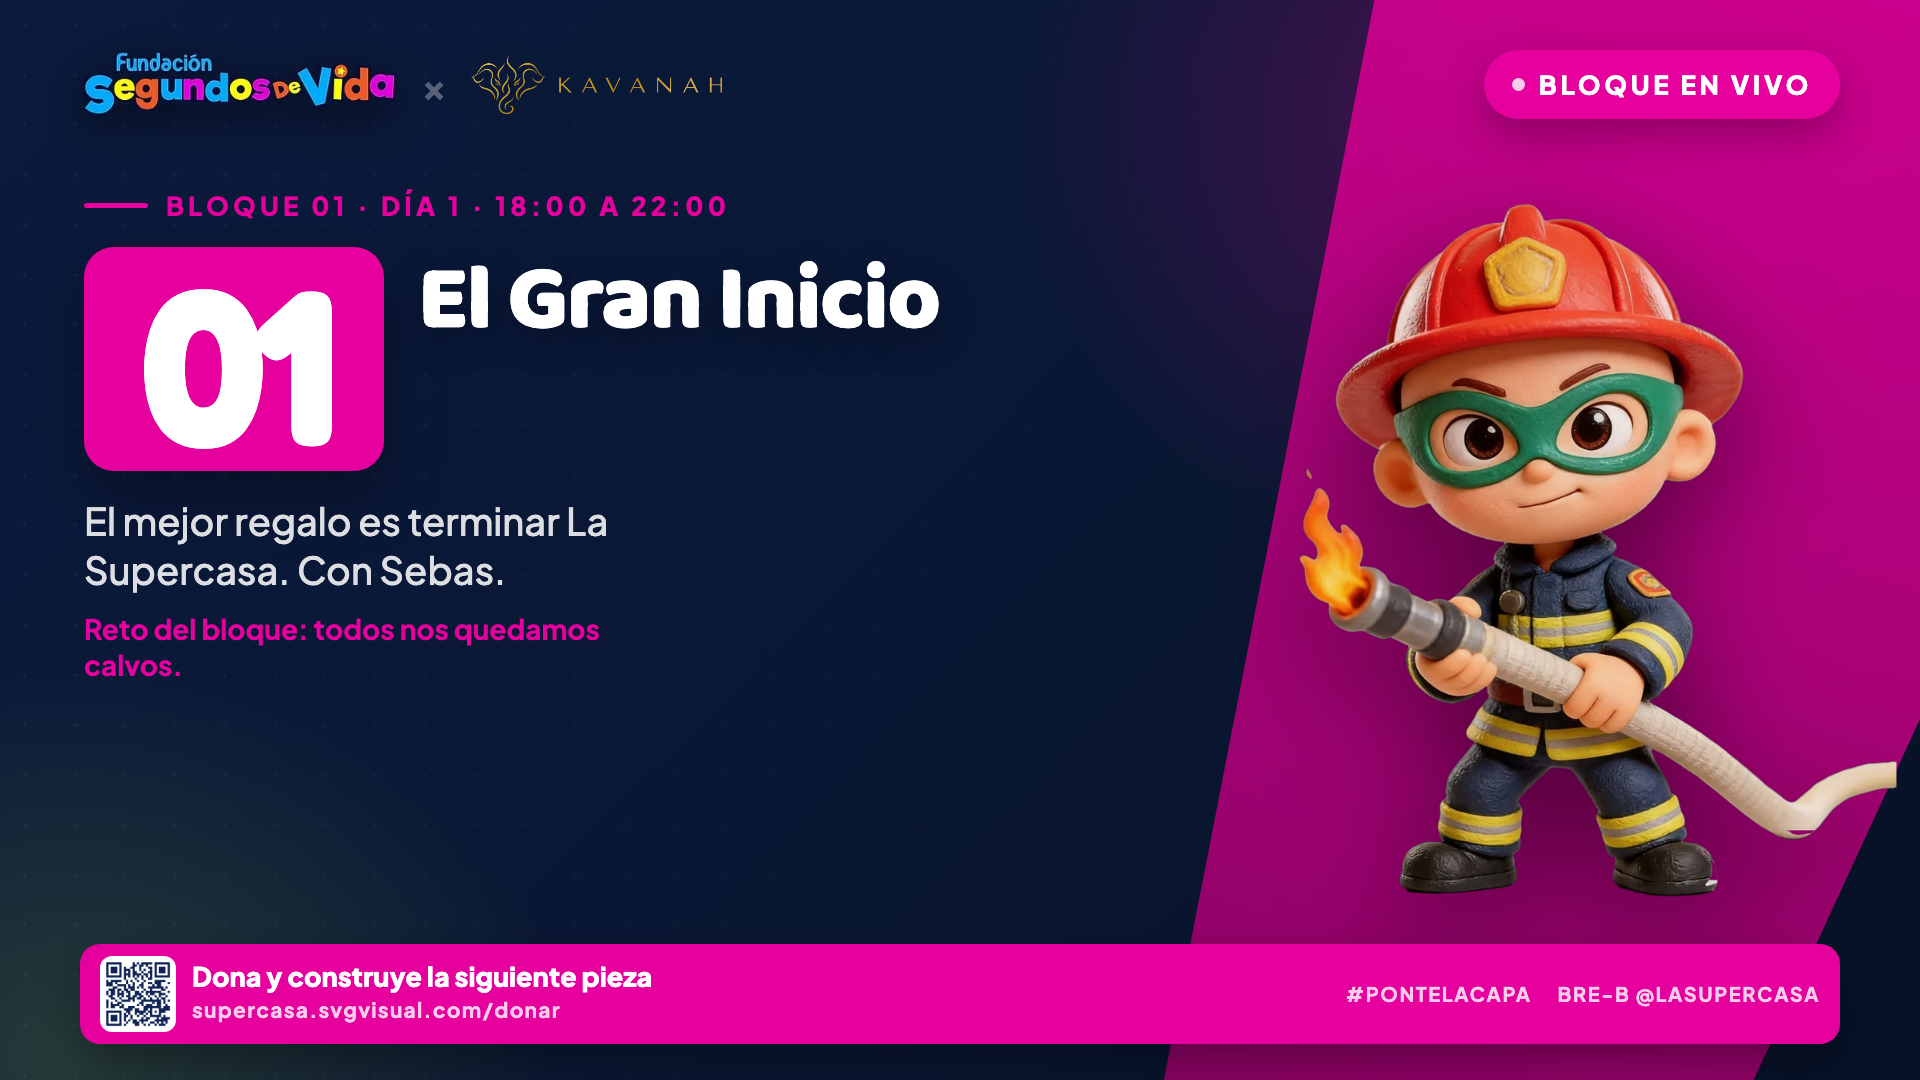 Fundación
Segundos DE Vida
×
KAVANAH
BLOQUE EN VIVO
BLOQUE 01 · DÍA 1 · 18:00 A 22:00
01
El Gran Inicio
El mejor regalo es terminar La
Supercasa. Con Sebas.
Reto del bloque: todos nos quedamos
calvos.
Dona y construye la siguiente pieza
supercasa.svgvisual.com/donar
#PONTELACAPA
BRE-B @LASUPERCASA